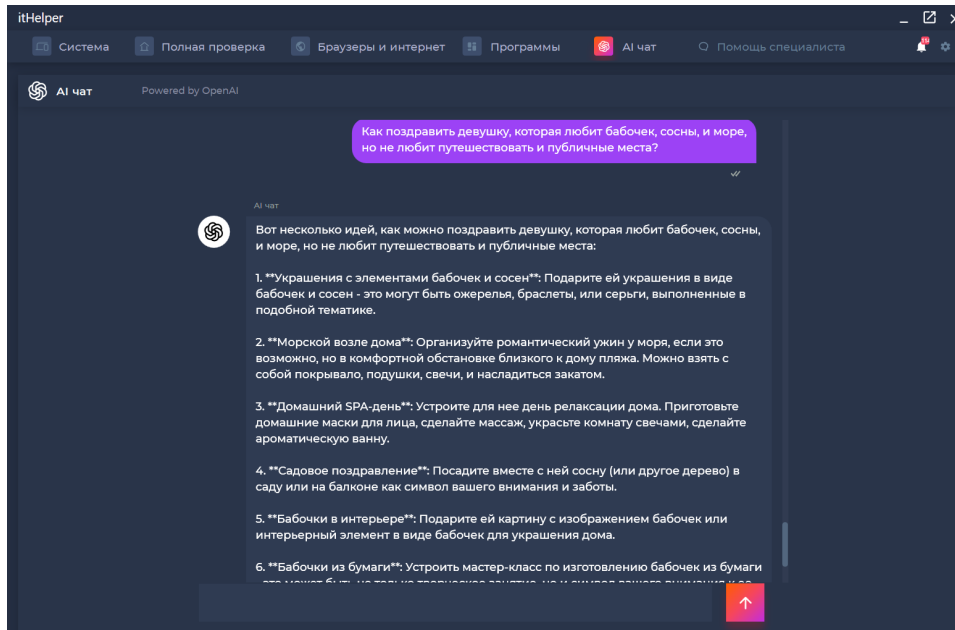 itHelper
Система Полная проверка Браузеры и интернет Программы AI чат Помощь специалиста
AI чат Powered by OpenAI
Как поздравить девушку, которая любит бабочек, сосны, и море,
но не любит путешествовать и публичные места?
AI чат
Вот несколько идей, как можно поздравить девушку, которая любит бабочек, сосны,
и море, но не любит путешествовать и публичные места:
1. **Украшения с элементами бабочек и сосен**: Подарите ей украшения в виде
бабочек и сосен - это могут быть ожерелья, браслеты, или серьги, выполненные в
подобной тематике.
2. **Морской возле дома**: Организуйте романтический ужин у моря, если это
возможно, но в комфортной обстановке близкого к дому пляжа. Можно взять с
собой покрывало, подушки, свечи, и насладиться закатом.
3. **Домашний SPA-день**: Устроите для нее день релаксации дома. Приготовьте
домашние маски для лица, сделайте массаж, украсьте комнату свечами, сделайте
ароматическую ванну.
4. **Садовое поздравление**: Посадите вместе с ней сосну (или другое дерево) в
саду или на балконе как символ вашего внимания и заботы.
5. **Бабочки в интерьере**: Подарите ей картину с изображением бабочек или
интерьерный элемент в виде бабочек для украшения дома.
6. **Бабочки из бумаги**: Устроить мастер-класс по изготовлению бабочек из бумаги